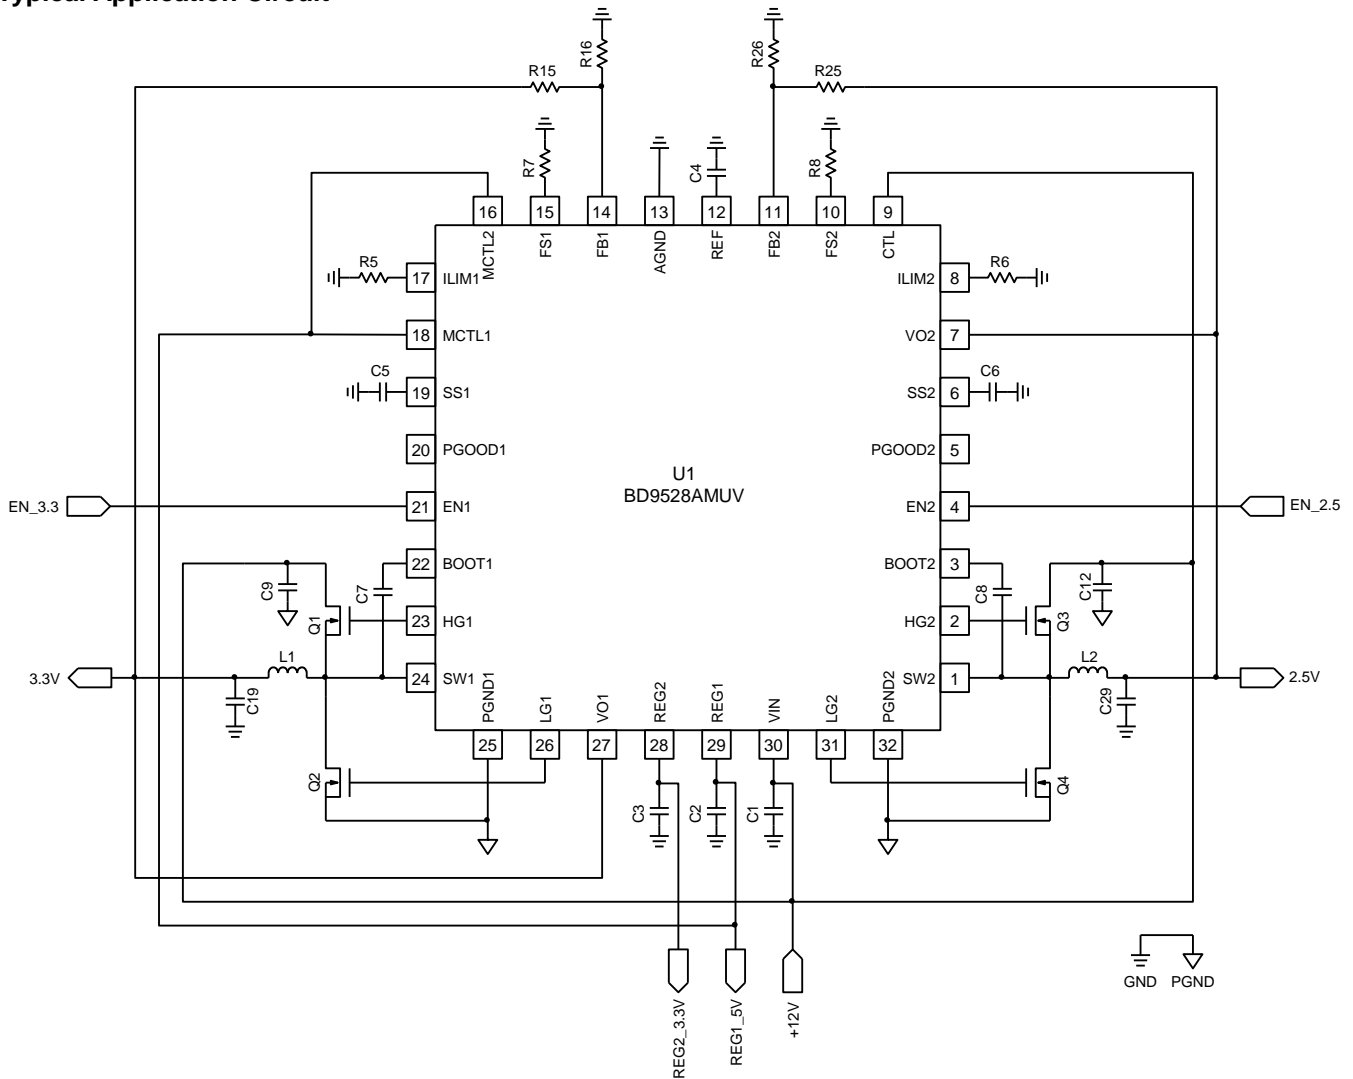 Typical Application Circuit
R16
R26
R15
R25
R7
C4
R8
16
15
14
13
12
11
10
9
MCTL2
FS1
FB1
AGND
REF
FB2
FS2
CTL
R5
17
ILIM1
ILIM2
8
R6
18
MCTL1
VO2
7
C5
19
SS1
SS2
6
C6
20
PGOOD1
PGOOD2
5
U1
BD9528AMUV
EN_3.3
21
EN1
EN2
4
EN_2.5
22
BOOT1
BOOT2
3
C9
C7
C8
C12
Q1
23
HG1
HG2
2
Q3
3.3V
L1
24
SW1
SW2
1
L2
2.5V
C19
C29
PGND1
LG1
VO1
REG2
REG1
VIN
LG2
PGND2
25
26
27
28
29
30
31
32
Q2
Q4
C3
C2
C1
REG2_3.3V
REG1_5V
+12V
GND
PGND